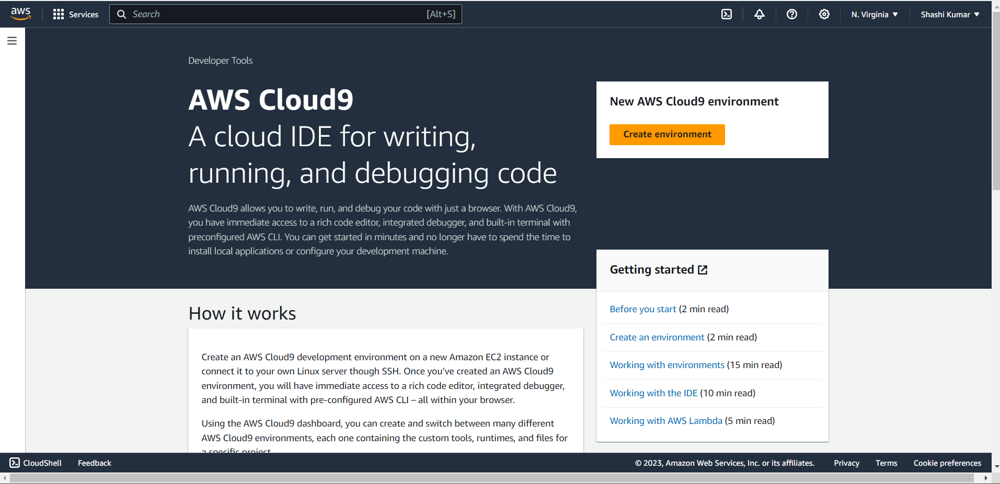 aws
Services
Search
[Alt+S]
N. Virginia
Shashi Kumar
Developer Tools
AWS Cloud9
A cloud IDE for writing,
running, and debugging code
AWS Cloud9 allows you to write, run, and debug your code with just a browser. With AWS Cloud9,
you have immediate access to a rich code editor, integrated debugger, and built-in terminal with
preconfigured AWS CLI. You can get started in minutes and no longer have to spend the time to
install local applications or configure your development machine.
New AWS Cloud9 environment
Create environment
Getting started
Before you start (2 min read)
Create an environment (2 min read)
Working with environments (15 min read)
Working with the IDE (10 min read)
Working with AWS Lambda (5 min read)
How it works
Create an AWS Cloud9 development environment on a new Amazon EC2 instance or
connect it to your own Linux server though SSH. Once you’ve created an AWS Cloud9
environment, you will have immediate access to a rich code editor, integrated debugger,
and built-in terminal with pre-configured AWS CLI – all within your browser.
Using the AWS Cloud9 dashboard, you can create and switch between many different
AWS Cloud9 environments, each one containing the custom tools, runtimes, and files for
a specific project
CloudShell
Feedback
© 2023, Amazon Web Services, Inc. or its affiliates.
Privacy
Terms
Cookie preferences